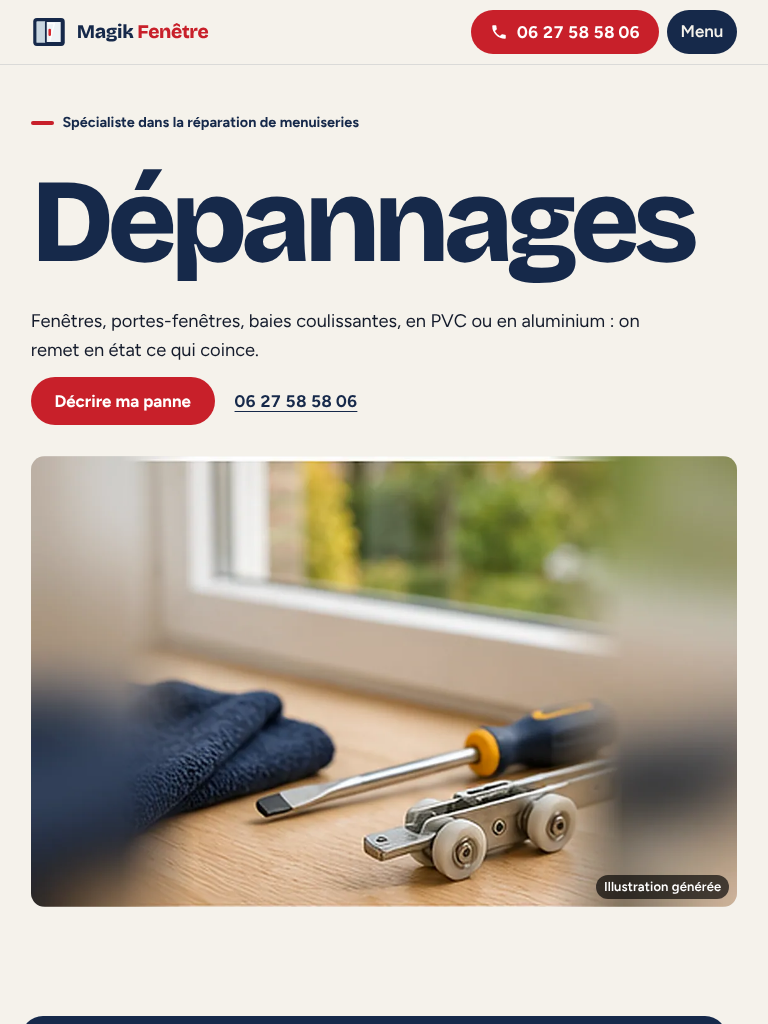 Magik Fenêtre
06 27 58 58 06
Menu
Spécialiste dans la réparation de menuiseries
Dépannages
Fenêtres, portes-fenêtres, baies coulissantes, en PVC ou en aluminium : on
remet en état ce qui coince.
Décrire ma panne
06 27 58 58 06
Illustration générée